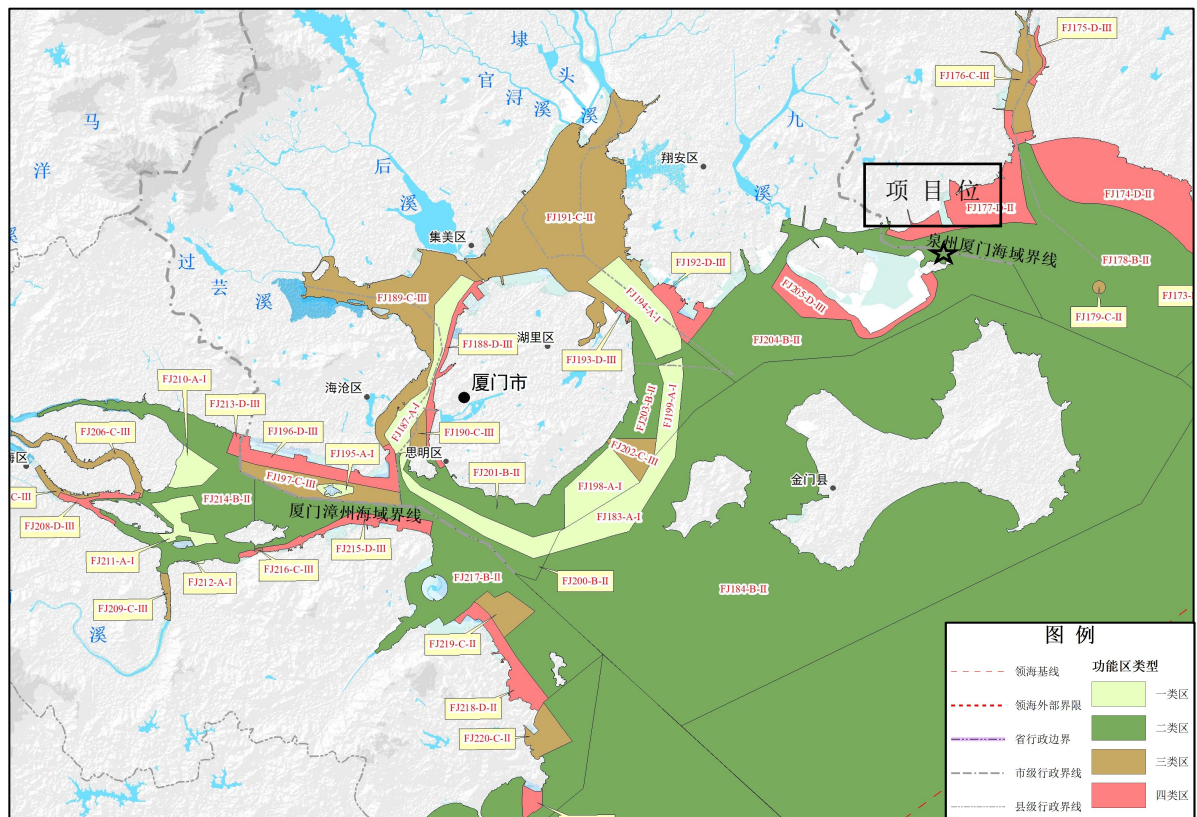 FJ175-D-III
埭
官
头
FJ176-C-III
浔
溪
溪
九
马
洋
后
翔安区
溪
溪
项 目 位
FJ174-D-II
FJ177-D-II
FJ191-C-II
集美区
泉州厦门海域界线
过
FJ178-B-II
芸
溪
FJ192-D-III
FJ189-C-III
FJ194-A-I
FJ205-D-III
FJ173-
FJ179-C-II
FJ188-D-III
湖里区
FJ204-B-II
FJ193-D-III
FJ210-A-I
海沧区
厦门市
FJ203-B-II
FJ199-A-I
FJ213-D-III
FJ187-A-I
FJ206-C-III
FJ196-D-III
FJ190-C-III
FJ195-A-I
思明区
FJ202-C-III
海区
FJ201-B-II
FJ197-C-III
FJ198-A-I
金门县
C-III
FJ214-B-II
厦门漳州海域界线
FJ183-A-I
FJ208-D-III
FJ215-D-III
FJ211-A-I
FJ216-C-III
FJ212-A-I
FJ217-B-II
FJ200-B-II
FJ184-B-II
FJ209-C-III
溪
FJ219-C-II
FJ218-D-II
FJ220-C-II
图 例
功能区类型
领海基线
一类区
领海外部界限
二类区
省行政边界
三类区
市级行政界线
四类区
县级行政界线